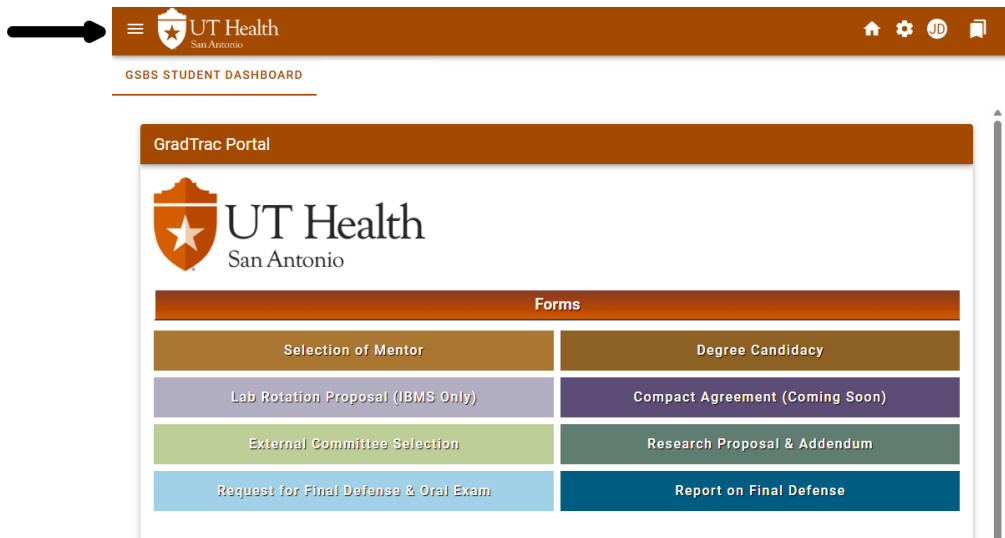 UT Health
San Antonio
JD
GSBS STUDENT DASHBOARD
GradTrac Portal
UT Health
San Antonio
Forms
Selection of Mentor
Degree Candidacy
Lab Rotation Proposal (IBMS Only)
Compact Agreement (Coming Soon)
External Committee Selection
Research Proposal & Addendum
Request for Final Defense & Oral Exam
Report on Final Defense